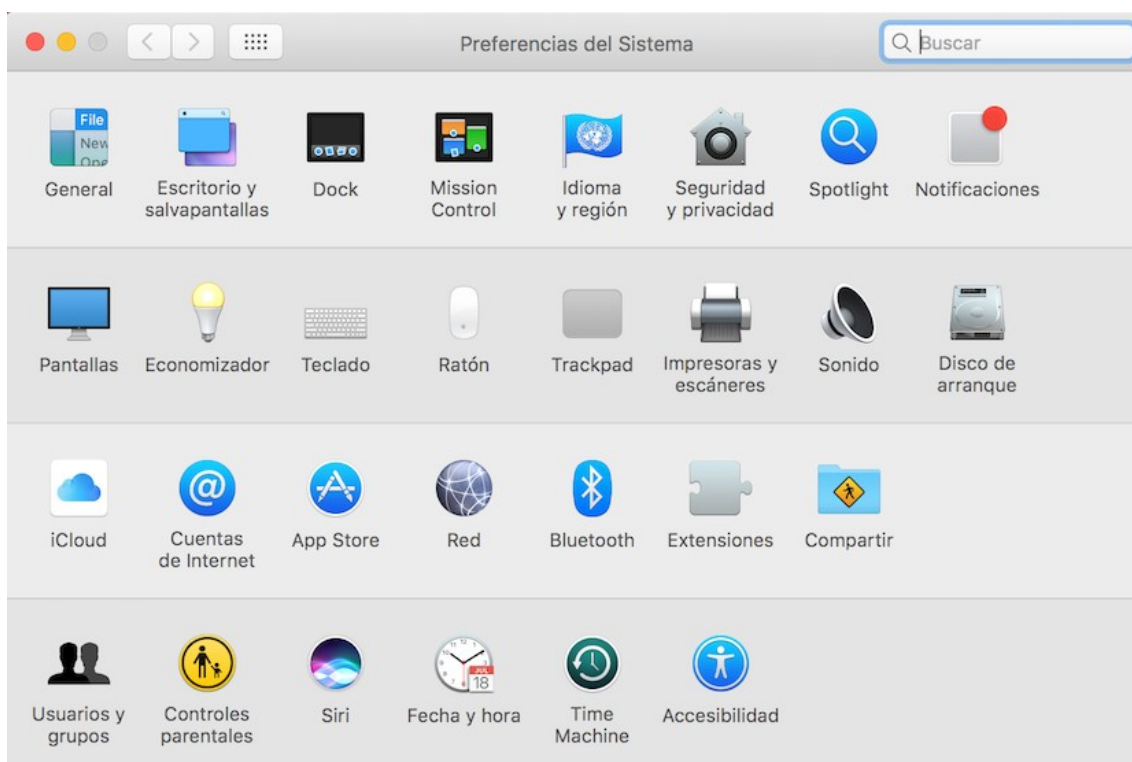 Preferencias del Sistema
Buscar
File
New
Ope
General
Escritorio y
salvapantallas
Dock
Mission
Control
Idioma
y región
Seguridad
y privacidad
Spotlight
Notificaciones
Pantallas
Economizador
Teclado
Ratón
Trackpad
Impresoras y
escáneres
Sonido
Disco de
arranque
iCloud
Cuentas
de Internet
App Store
Red
Bluetooth
Extensiones
Compartir
Usuarios y
grupos
Controles
parentales
Siri
JUL
18
Fecha y hora
Time
Machine
Accesibilidad